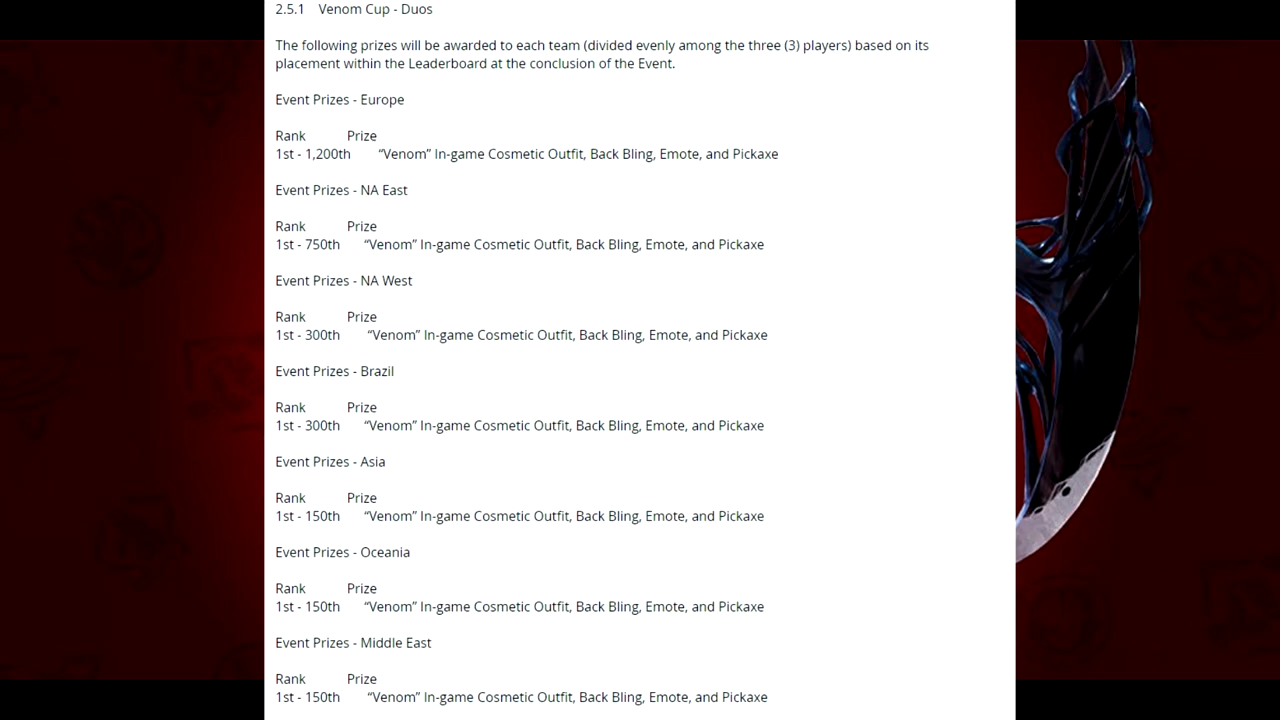 2.5.1 Venom Cup - Duos
The following prizes will be awarded to each team (divided evenly among the three (3) players) based on its
placement within the Leaderboard at the conclusion of the Event.
Event Prizes - Europe
Rank Prize
1st - 1,200th “Venom” In-game Cosmetic Outfit, Back Bling, Emote, and Pickaxe
Event Prizes - NA East
Rank Prize
1st - 750th “Venom” In-game Cosmetic Outfit, Back Bling, Emote, and Pickaxe
Event Prizes - NA West
Rank Prize
1st - 300th “Venom” In-game Cosmetic Outfit, Back Bling, Emote, and Pickaxe
Event Prizes - Brazil
Rank Prize
1st - 300th “Venom” In-game Cosmetic Outfit, Back Bling, Emote, and Pickaxe
Event Prizes - Asia
Rank Prize
1st - 150th “Venom” In-game Cosmetic Outfit, Back Bling, Emote, and Pickaxe
Event Prizes - Oceania
Rank Prize
1st - 150th “Venom” In-game Cosmetic Outfit, Back Bling, Emote, and Pickaxe
Event Prizes - Middle East
Rank Prize
1st - 150th “Venom” In-game Cosmetic Outfit, Back Bling, Emote, and Pickaxe